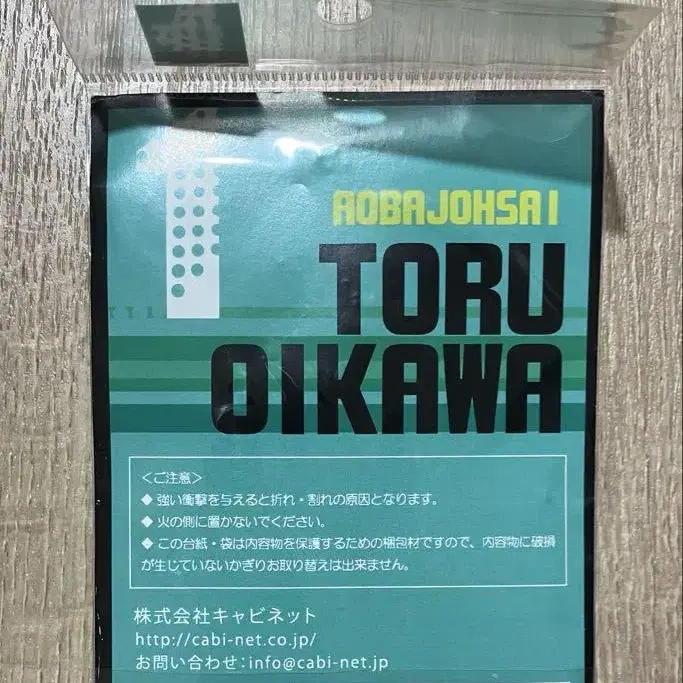 AOBAJOHSAI
TORU
OIKAWA
<ご注意>
◆ 強い衝撃を与えると折れ・割れの原因となります。
◆ 火の側に置かないでください。
◆ この台紙・袋は内容物を保護するための梱包材ですので、内容物に破損
が生じていないかぎりお取り替えは出来ません。
株式会社キャビネット
http://cabi-net.co.jp/
お問い合わせ:info@cabi-net.jp